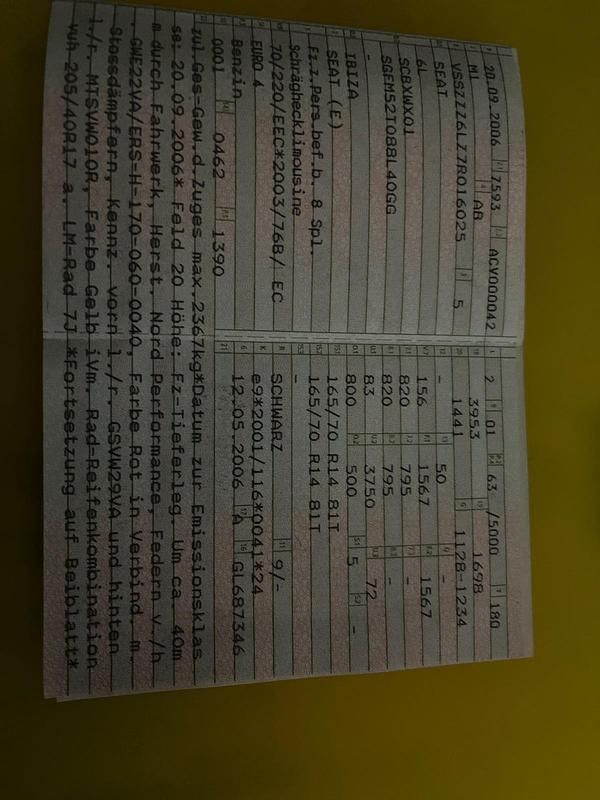 20.09.2006 7593 ACV000042
M1 AB
VSSZZZ6LZ7R016025 5
SEAT
6L
SCBXWX01
SGEM52T088L40GG
-
IBIZA
SEAT (E)
Fz.z.Pers.bef.b. 8 Spl.
Schräghecklimousine
-
70/220/EEC*2003/76B/ EC
EURO 4
Benzin
0001 0462 1390
2 01 63 /5000 180
3953 1698
1441 1128-1234
- 50 -
156 1567 1567
820 795 -
820 795 -
83 3750 72
800 500 5 -
165/70 R14 81T
165/70 R14 81T
-
SCHWARZ 9/-
e9*2001/116*0041*24
12.05.2006 A GL687346
zul.Ges-Gew.d.Zuges max.2367kg*Datum zur Emissionsklas
se: 20.09.2006* Feld 20 Höhe: Fz-Tieferleg. Um ca. 40m
m durch Fahrwerk, Herst. Nord Performance, Federn v./h
. GWE22VA/ERS-H-170-060-0040, Farbe Rot in Verbind. m.
Stossdämpfern, Kennz. vorn l./r. GSVW29VA und hinten
l./r. MTSVW010R, Farbe Gelb iVm. Rad-Reifenkombination
vuh 205/40R17 a. LM-Rad 7J *Fortsetzung auf Beiblatt*